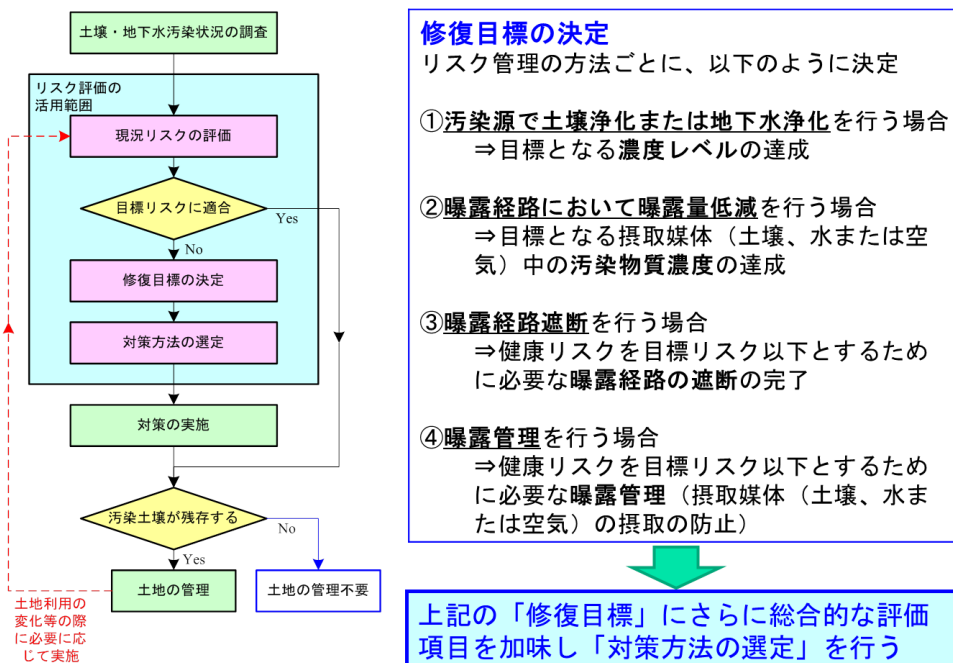 土壌・地下水汚染状況の調査
リスク評価の
活用範囲
現況リスクの評価
目標リスクに適合
Yes
No
修復目標の決定
対策方法の選定
対策の実施
汚染土壌が残存する
No
Yes
土地の管理
土地の管理不要
土地利用の
変化等の際
に必要に応
じて実施
修復目標の決定
リスク管理の方法ごとに、以下のように決定
①汚染源で土壌浄化または地下水浄化を行う場合
⇒目標となる濃度レベルの達成
②曝露経路において曝露量低減を行う場合
⇒目標となる摂取媒体（土壌、水または空
気）中の汚染物質濃度の達成
③曝露経路遮断を行う場合
⇒健康リスクを目標リスク以下とするため
に必要な曝露経路の遮断の完了
④曝露管理を行う場合
⇒健康リスクを目標リスク以下とするため
に必要な曝露管理（摂取媒体（土壌、水ま
たは空気）の摂取の防止）
上記の「修復目標」にさらに総合的な評価
項目を加味し「対策方法の選定」を行う